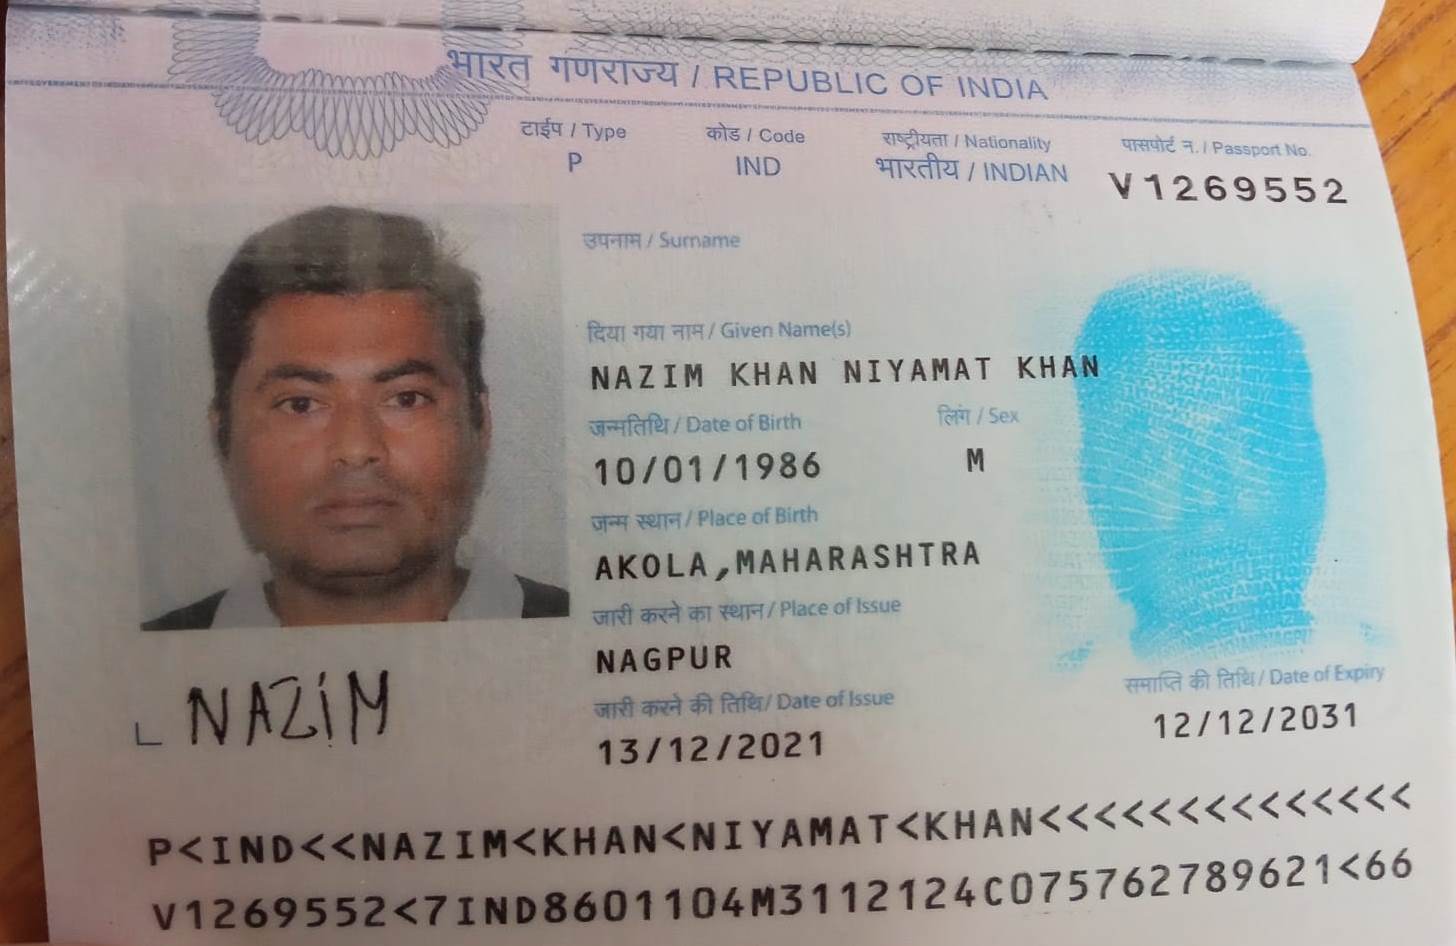 भारत गणराज्य / REPUBLIC OF INDIA
टाईप / Type कोड / Code राष्ट्रीयता / Nationality पासपोर्ट न. / Passport No.
P IND भारतीय / INDIAN V1269552
उपनाम / Surname
दिया गया नाम / Given Name(s)
NAZIM KHAN NIYAMAT KHAN
जन्मतिथि / Date of Birth लिंग / Sex
10/01/1986 M
जन्म स्थान / Place of Birth
AKOLA,MAHARASHTRA
जारी करने का स्थान / Place of Issue
NAGPUR
जारी करने की तिथि / Date of Issue समाप्ति की तिथि / Date of Expiry
13/12/2021 12/12/2031
NAZIM
P<IND<<NAZIM<KHAN<NIYAMAT<KHAN<<<<<<<<<<<<<<
V1269552<7IND8601104M3112124C075762789621<66